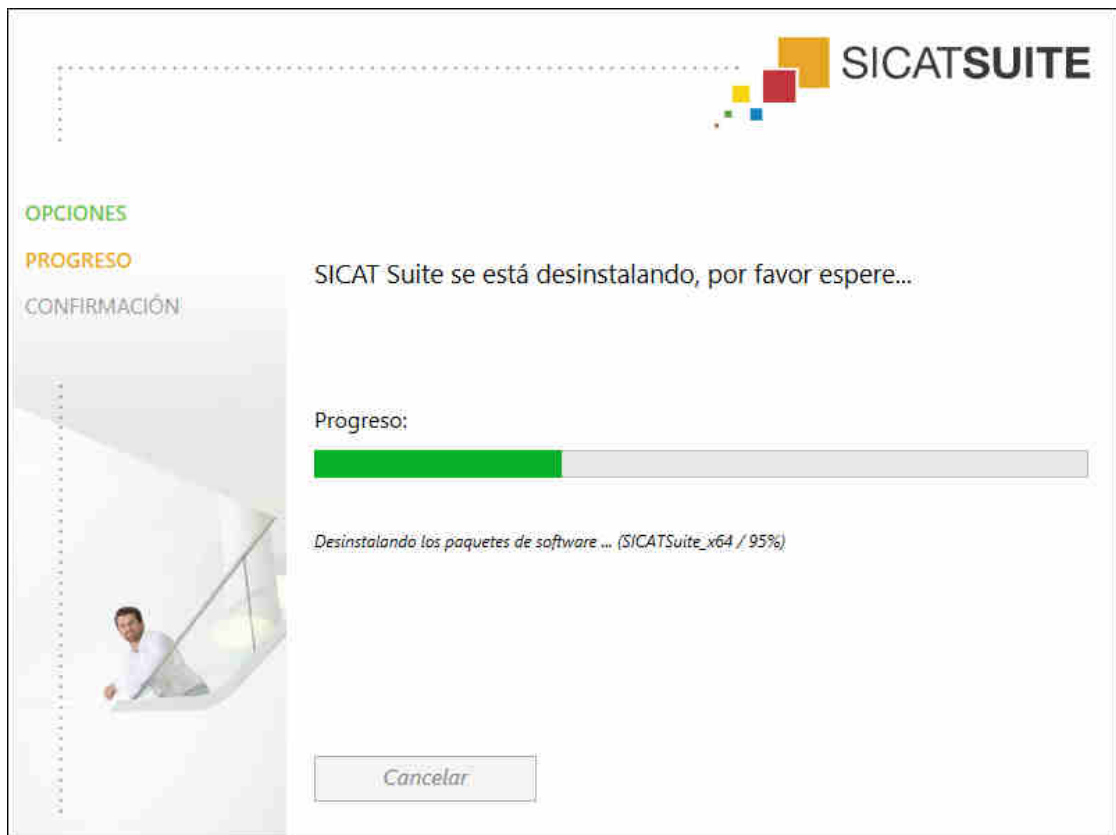 SICATSUITE
OPCIONES
PROGRESO
CONFIRMACIÓN
SICAT Suite se está desinstalando, por favor espere...
Progreso:
Desinstalando los paquetes de software ... (SICATSuite_x64 / 95%)
Cancelar